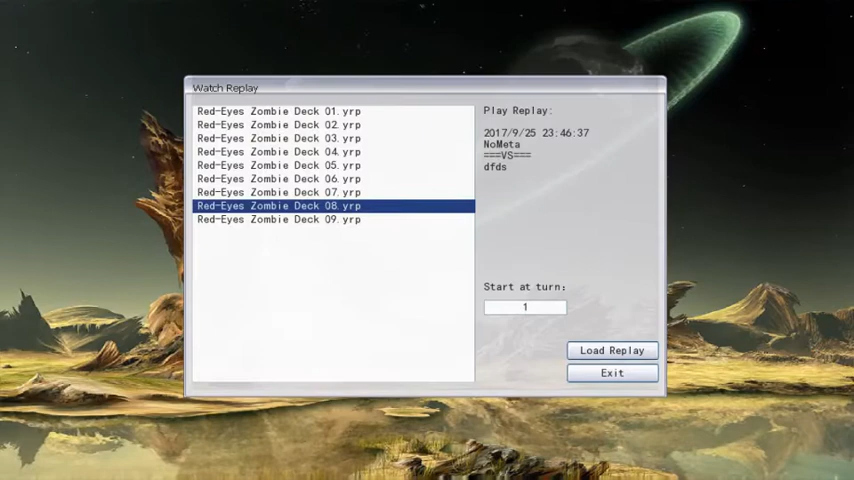 Watch Replay
Red-Eyes Zombie Deck 01.yrp
Red-Eyes Zombie Deck 02.yrp
Red-Eyes Zombie Deck 03.yrp
Red-Eyes Zombie Deck 04.yrp
Red-Eyes Zombie Deck 05.yrp
Red-Eyes Zombie Deck 06.yrp
Red-Eyes Zombie Deck 07.yrp
Red-Eyes Zombie Deck 08.yrp
Red-Eyes Zombie Deck 09.yrp
Play Replay:
2017/9/25 23:46:37
NoMeta
===VS===
dfds
Start at turn:
1
Load Replay
Exit